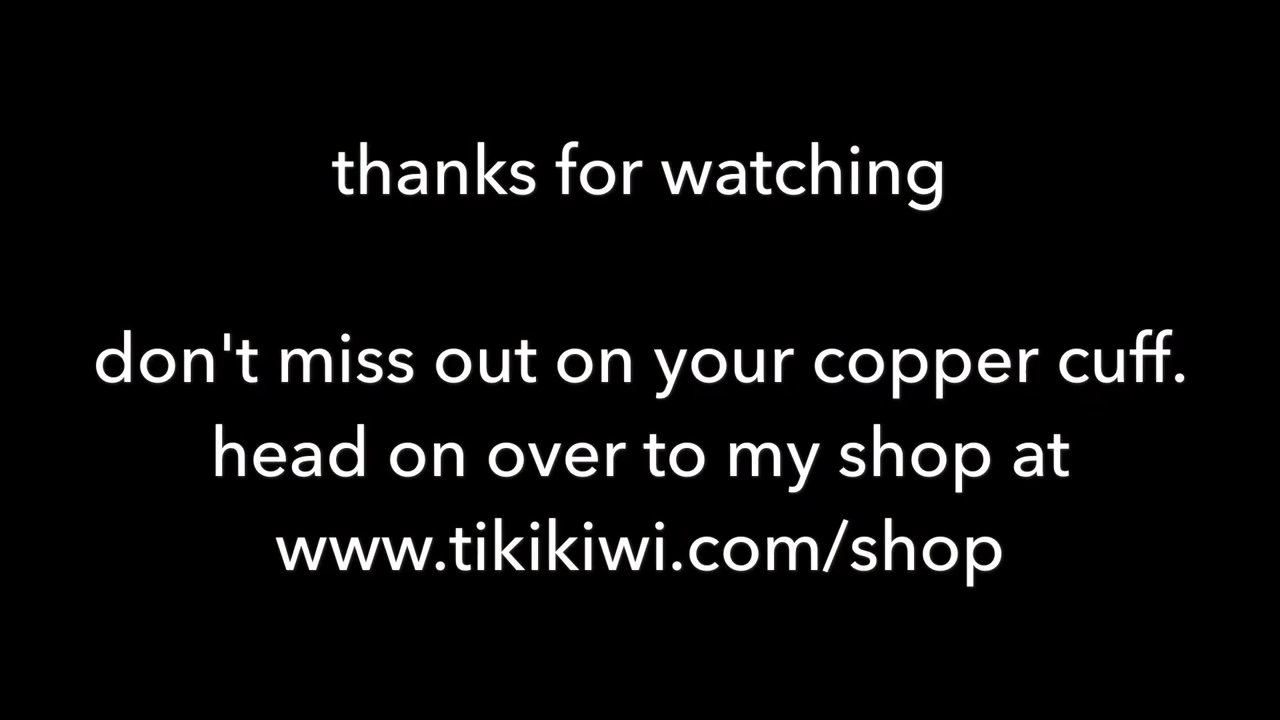 thanks for watching
don't miss out on your copper cuff.
head on over to my shop at
www.tikikiwi.com/shop